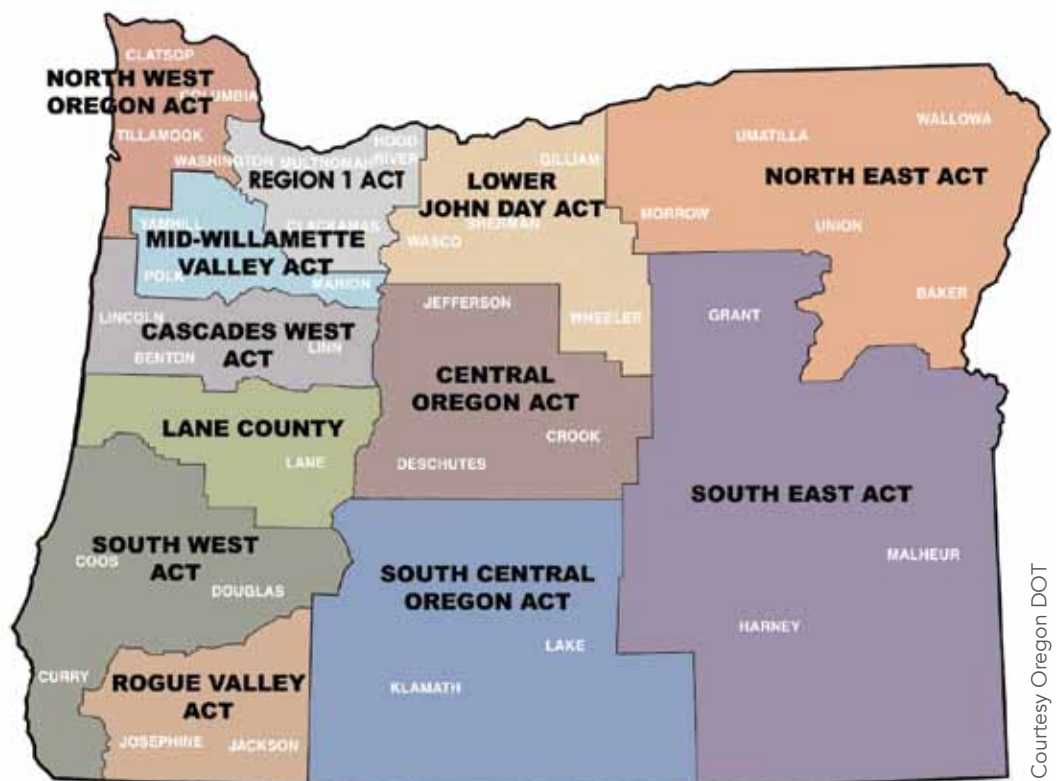 CLATSOP
NORTH WEST
OREGON ACT
COLUMBIA
TILLAMOOK
WASHINGTON
MULTNOMAH
HOOD
RIVER
REGION 1 ACT
CLACKAMAS
GILLIAM
LOWER
JOHN DAY ACT
SHERMAN
WASCO
WHEELER
WALLOWA
UMATILLA
NORTH EAST ACT
MORROW
UNION
BAKER
YAMHILL
MID-WILLAMETTE
VALLEY ACT
POLK
MARION
LINCOLN
CASCADES WEST
ACT
BENTON
LINN
JEFFERSON
CENTRAL
OREGON ACT
CROOK
DESCHUTES
GRANT
SOUTH EAST ACT
MALHEUR
HARNEY
LANE COUNTY
LANE
SOUTH WEST
ACT
COOS
DOUGLAS
CURRY
SOUTH CENTRAL
OREGON ACT
LAKE
KLAMATH
ROGUE VALLEY
ACT
JOSEPHINE
JACKSON
Courtesy Oregon DOT